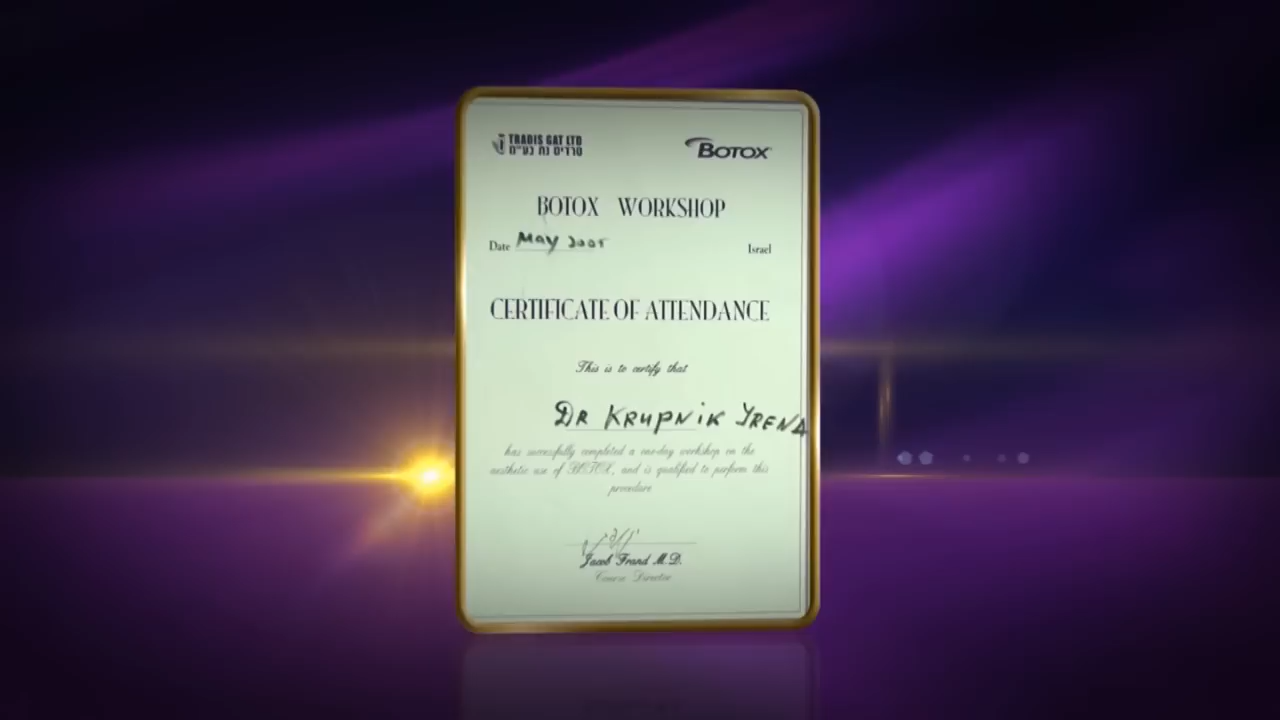 TRADIS GAT LTD
טרדיס גת בע"מ
BOTOX
BOTOX WORKSHOP
Date May 2005
Israel
CERTIFICATE OF ATTENDANCE
This is to certify that
DR KRUPNIK IRENA
has successfully completed a one-day workshop on the
aesthetic use of BOTOX, and is qualified to perform this
procedure
Jacob Frand M.D.
Course Director